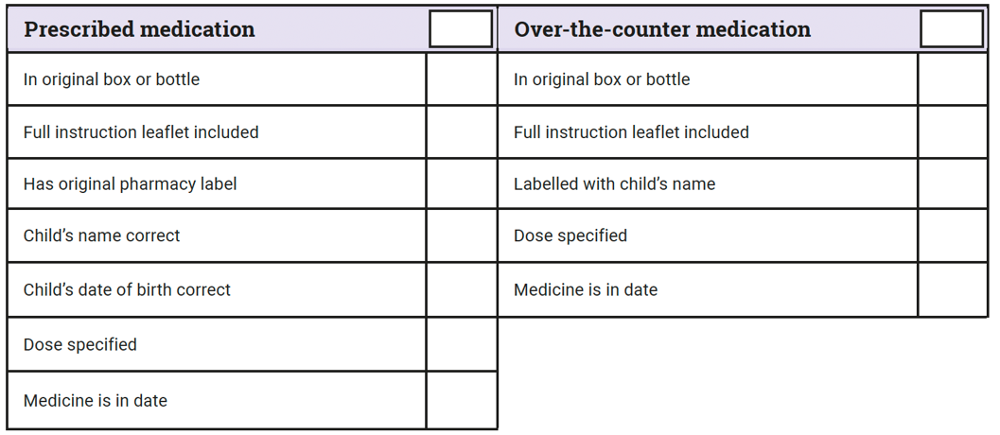 Prescribed medication
In original box or bottle
Full instruction leaflet included
Has original pharmacy label
Child’s name correct
Child’s date of birth correct
Dose specified
Medicine is in date
Over-the-counter medication
In original box or bottle
Full instruction leaflet included
Labelled with child’s name
Dose specified
Medicine is in date